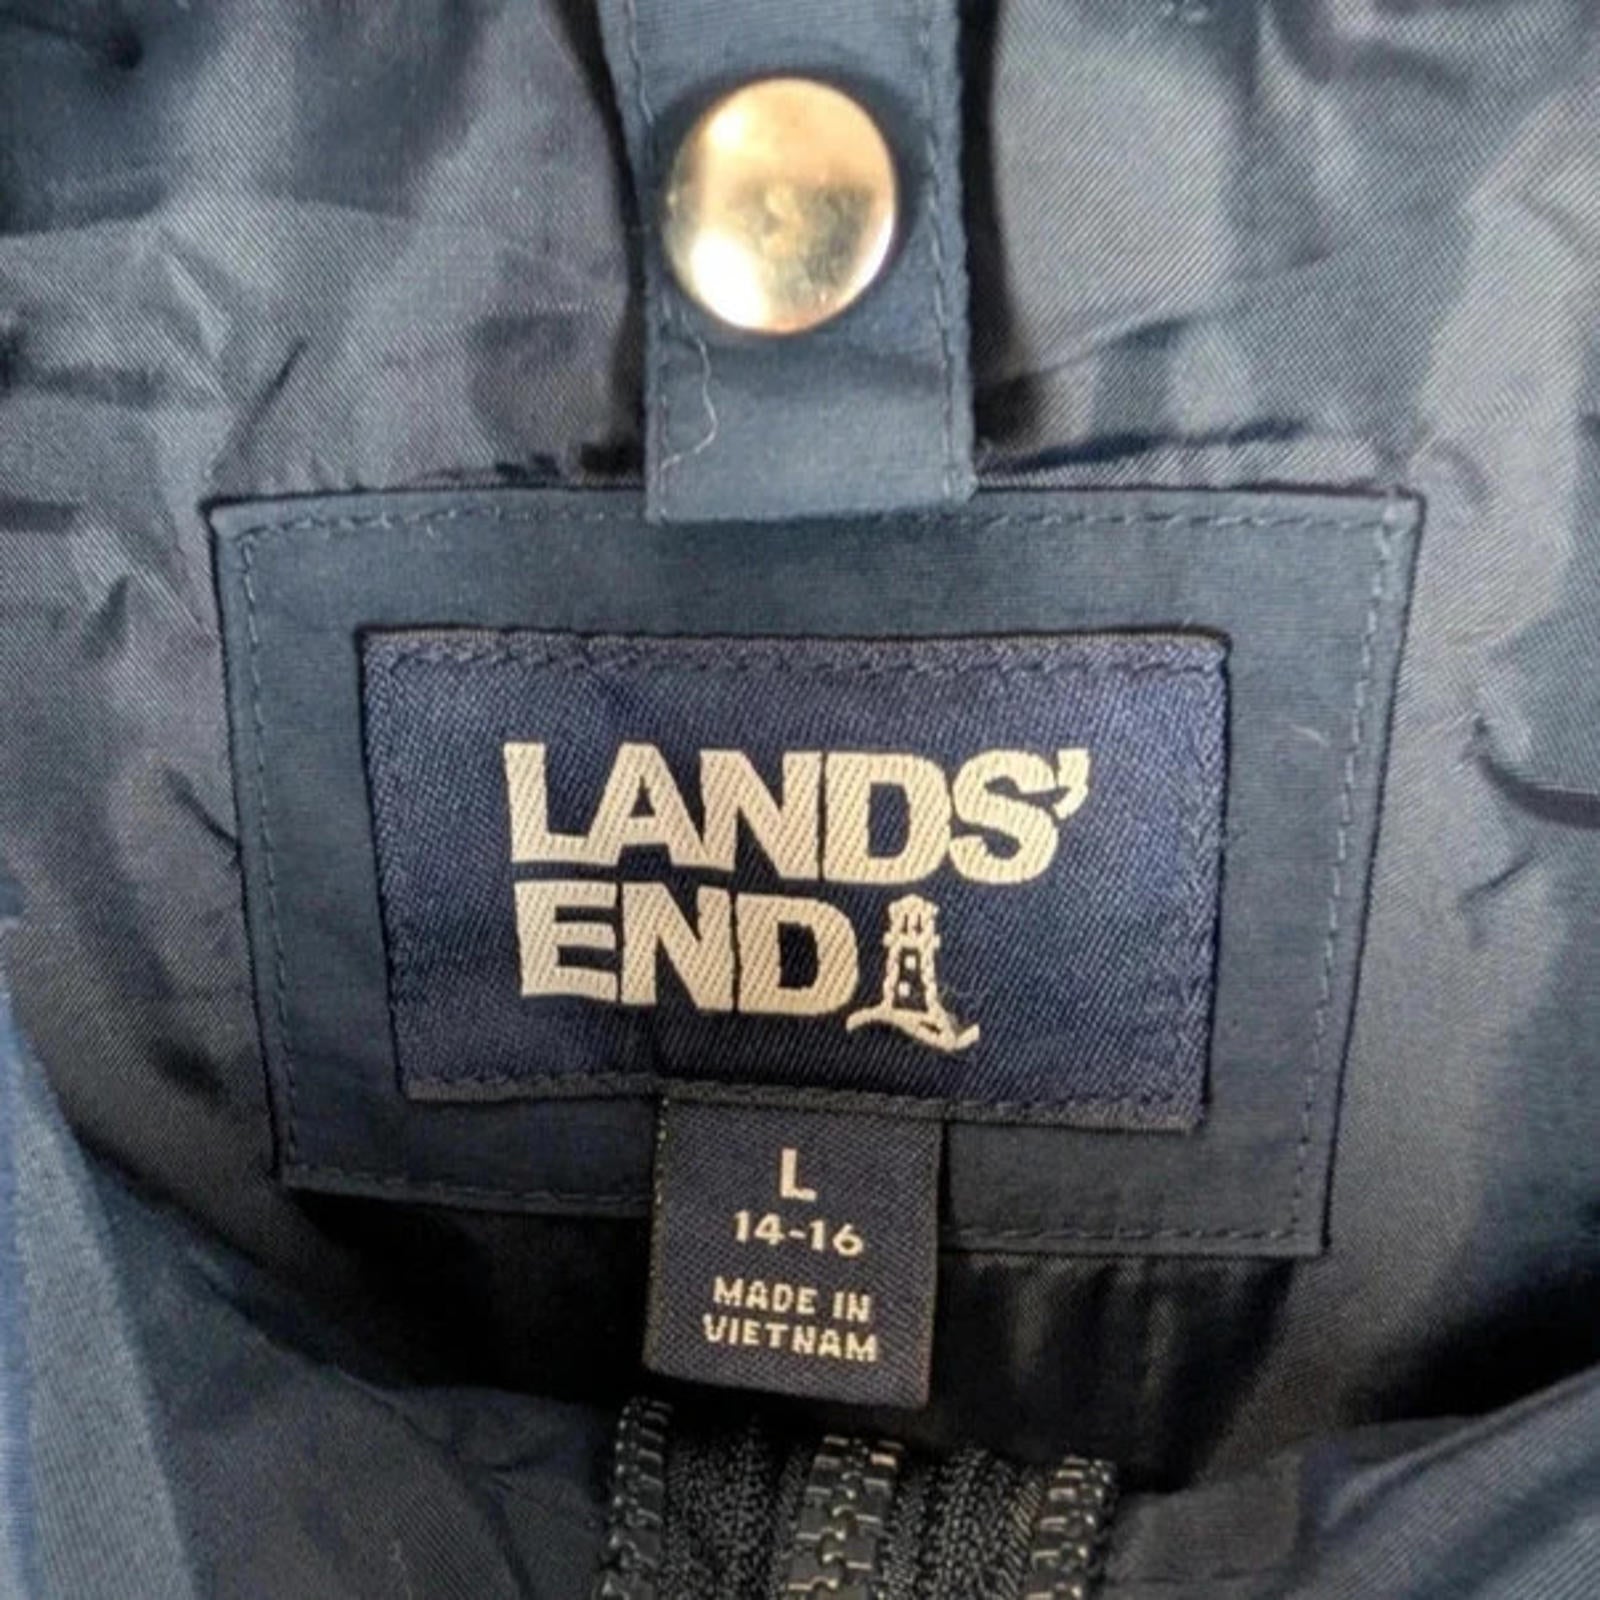 LANDS'
END
L
14-16
MADE IN
VIETNAM